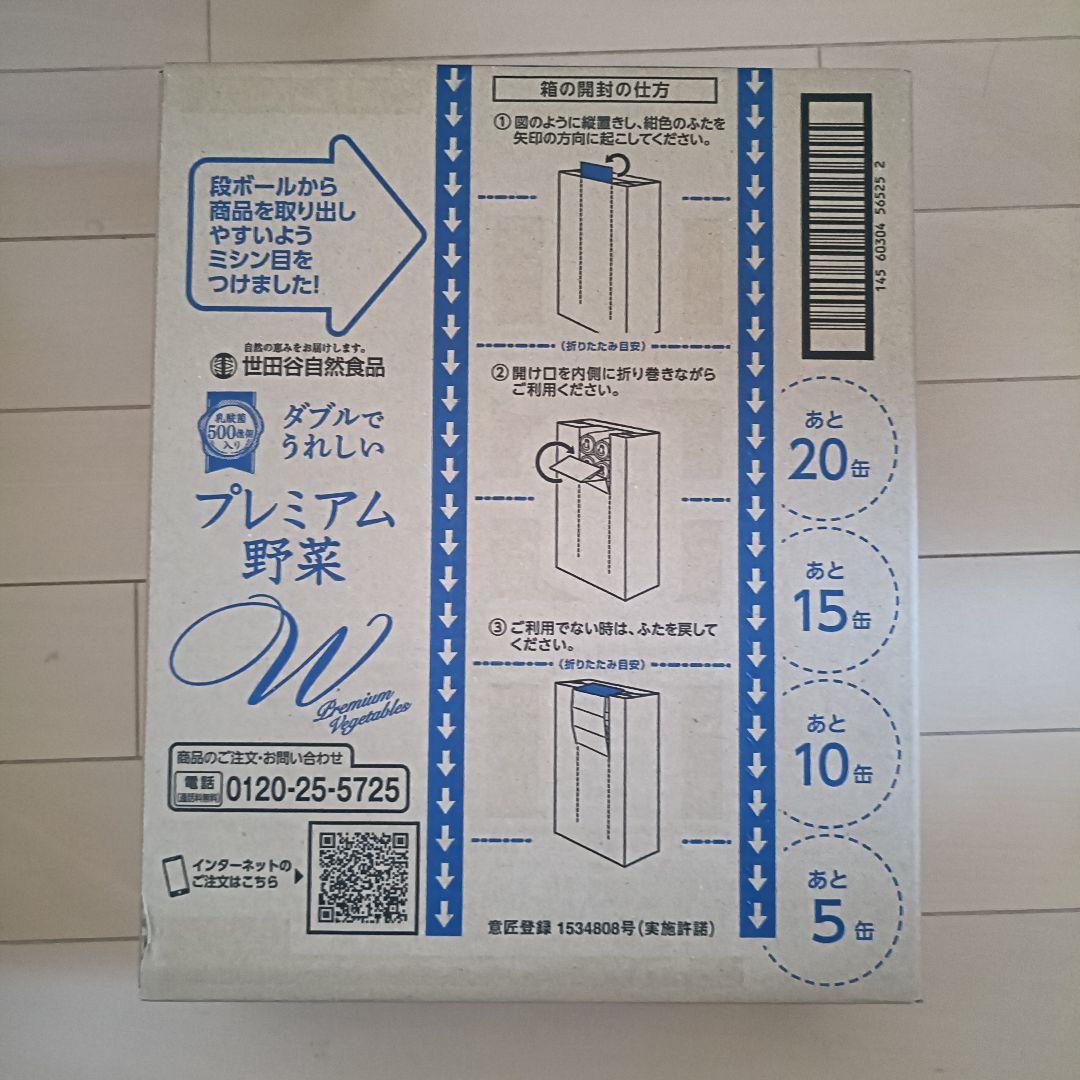 段ボールから
商品を取り出し
やすいよう
ミシン目を
つけました!
自然の恵みをお届けします。
世田谷自然食品
乳酸菌
500億個
入り
ダブルで
うれしい
プレミアム
野菜
W
Premium
Vegetables
商品のご注文・お問い合わせ
電話
(通話料無料)
0120-25-5725
インターネットの
ご注文はこちら
箱の開封の仕方
① 図のように縦置きし、紺色のふたを
矢印の方向に起こしてください。
(折りたたみ目安)
② 開け口を内側に折り巻きながら
ご利用ください。
③ ご利用でない時は、ふたを戻して
ください。
(折りたたみ目安)
意匠登録 1534808号(実施許諾)
145 60304 56525 2
あと
20缶
あと
15缶
あと
10缶
あと
5缶